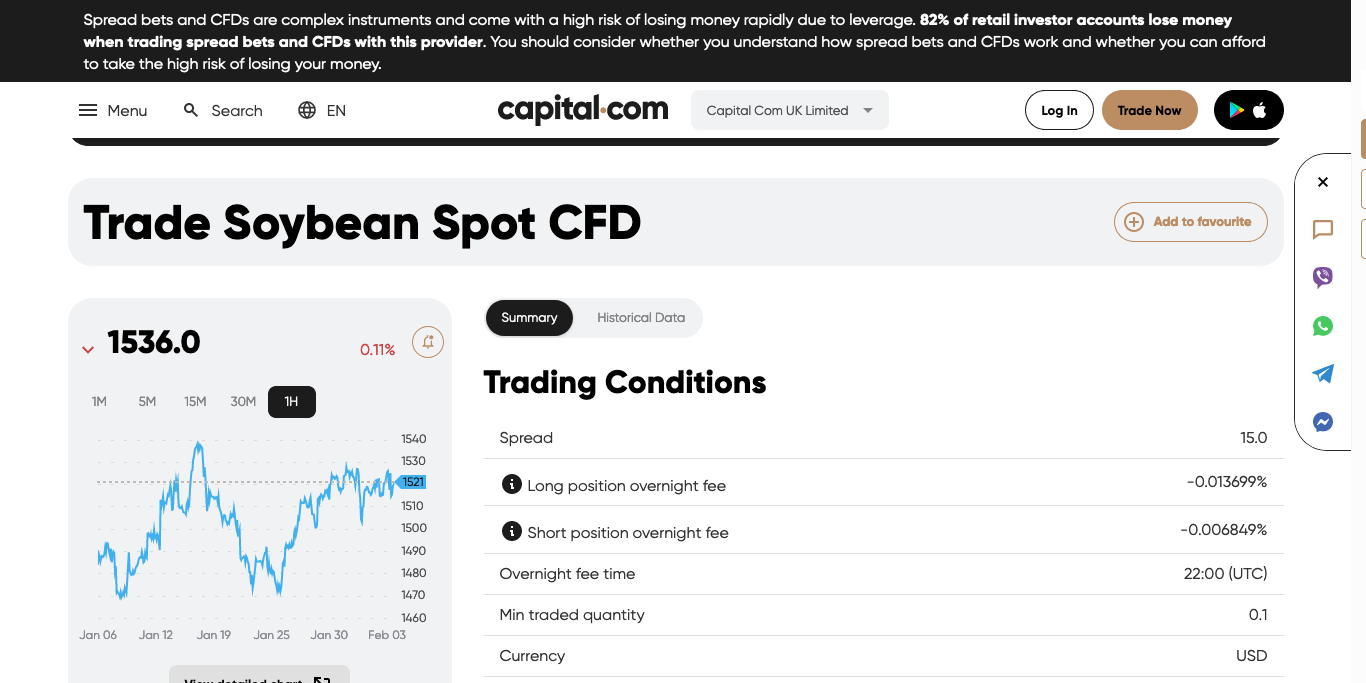 Spread bets and CFDs are complex instruments and come with a high risk of losing money rapidly due to leverage. 82% of retail investor accounts lose money
when trading spread bets and CFDs with this provider. You should consider whether you understand how spread bets and CFDs work and whether you can afford
to take the high risk of losing your money.
Menu
Search
EN
capital.com
Capital Com UK Limited
Log In
Trade Now
Trade Soybean Spot CFD
Add to favourite
1536.0
0.11%
1M 5M 15M 30M 1H
1540
1530
1521
1510
1500
1490
1480
1470
1460
Jan 06 Jan 12 Jan 19 Jan 25 Jan 30 Feb 03
View detailed chart
Summary
Historical Data
Trading Conditions
Spread 15.0
Long position overnight fee -0.013699%
Short position overnight fee -0.006849%
Overnight fee time 22:00 (UTC)
Min traded quantity 0.1
Currency USD